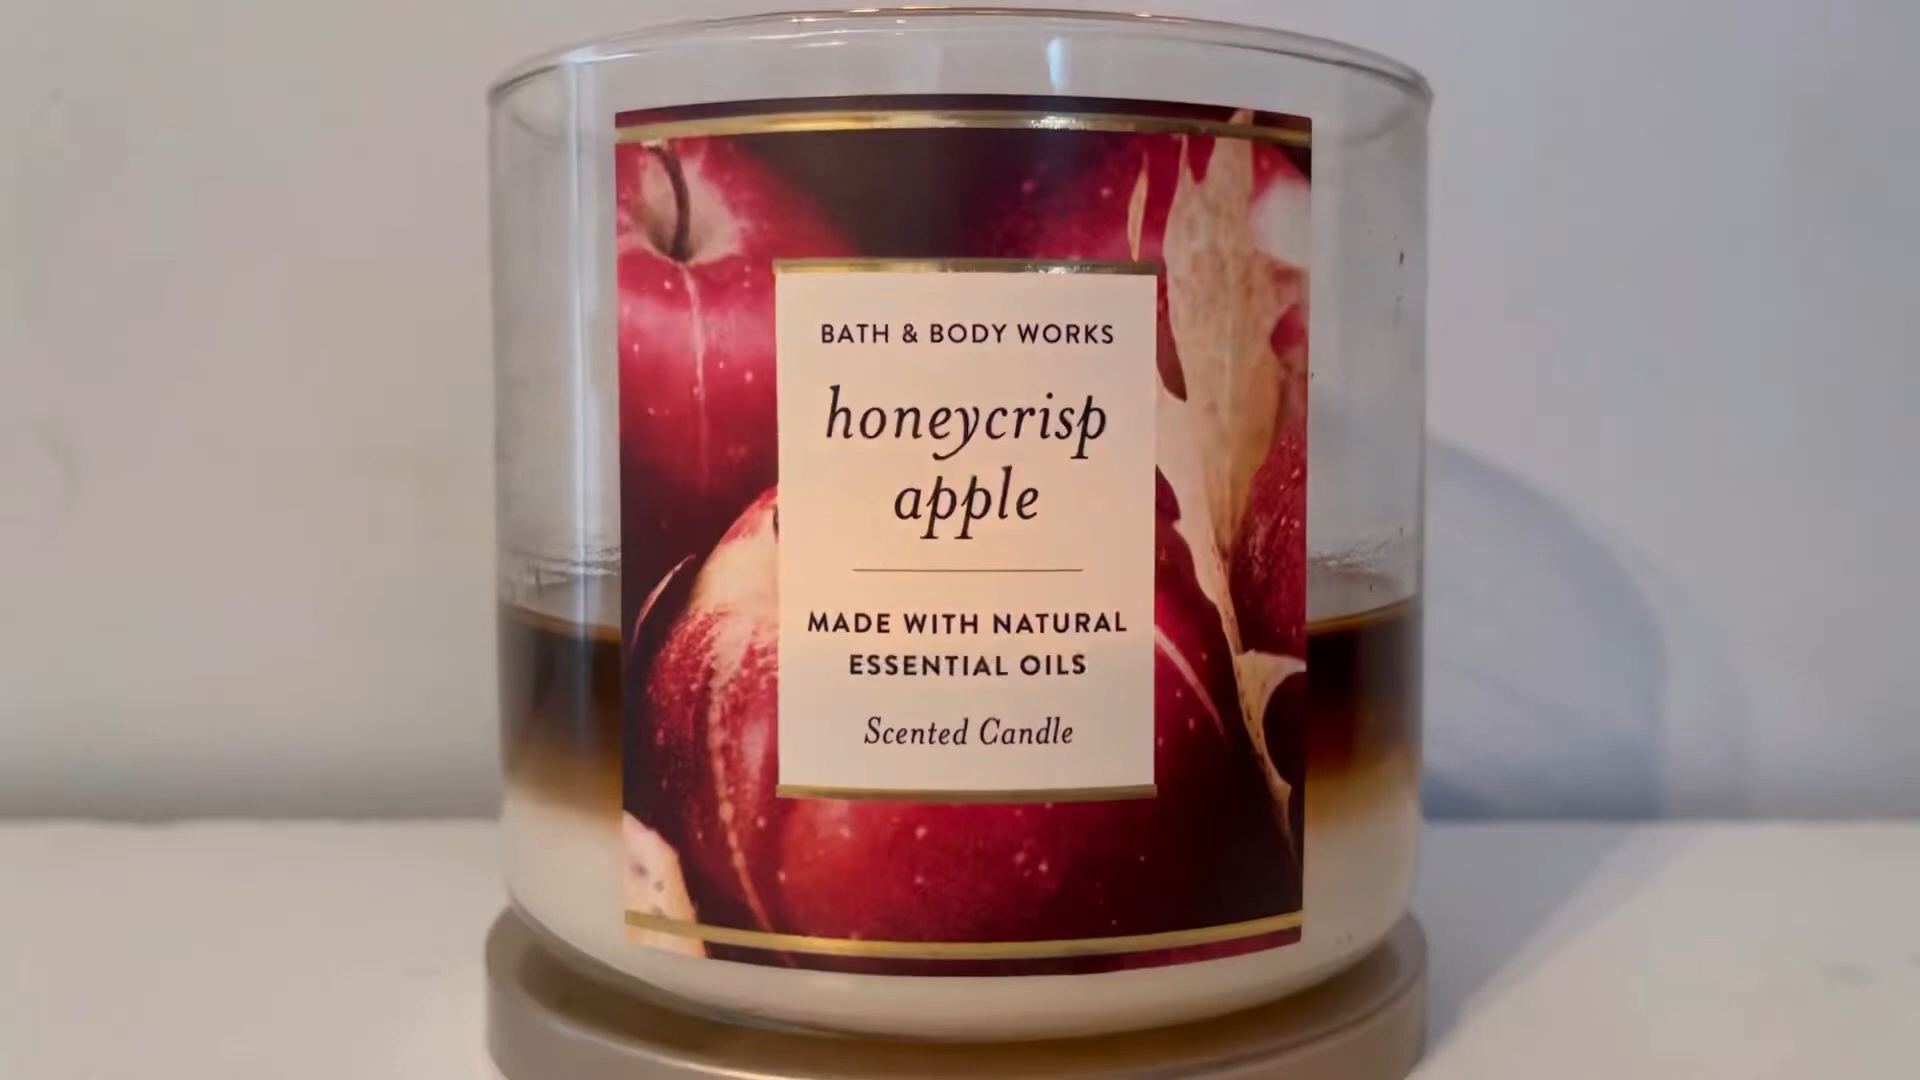 BATH & BODY WORKS
honeycrisp
apple
MADE WITH NATURAL
ESSENTIAL OILS
Scented Candle